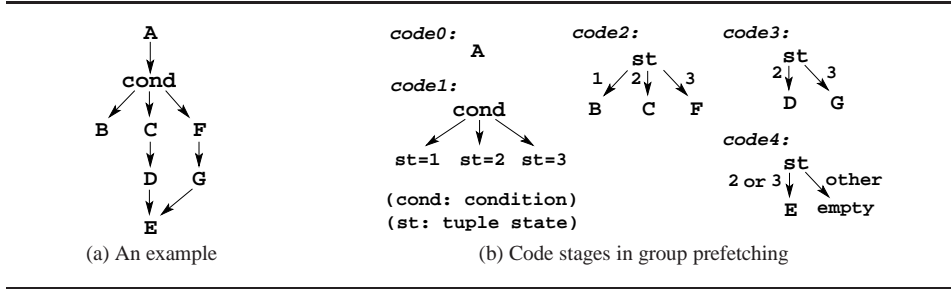 A
cond
B C F
D G
E
(a) An example
code0:
A
code1:
cond
st=1 st=2 st=3
(cond: condition)
(st: tuple state)
code2:
st
1 2 3
B C F
code3:
st
2 3
D G
code4:
st
2 or 3 other
E empty
(b) Code stages in group prefetching